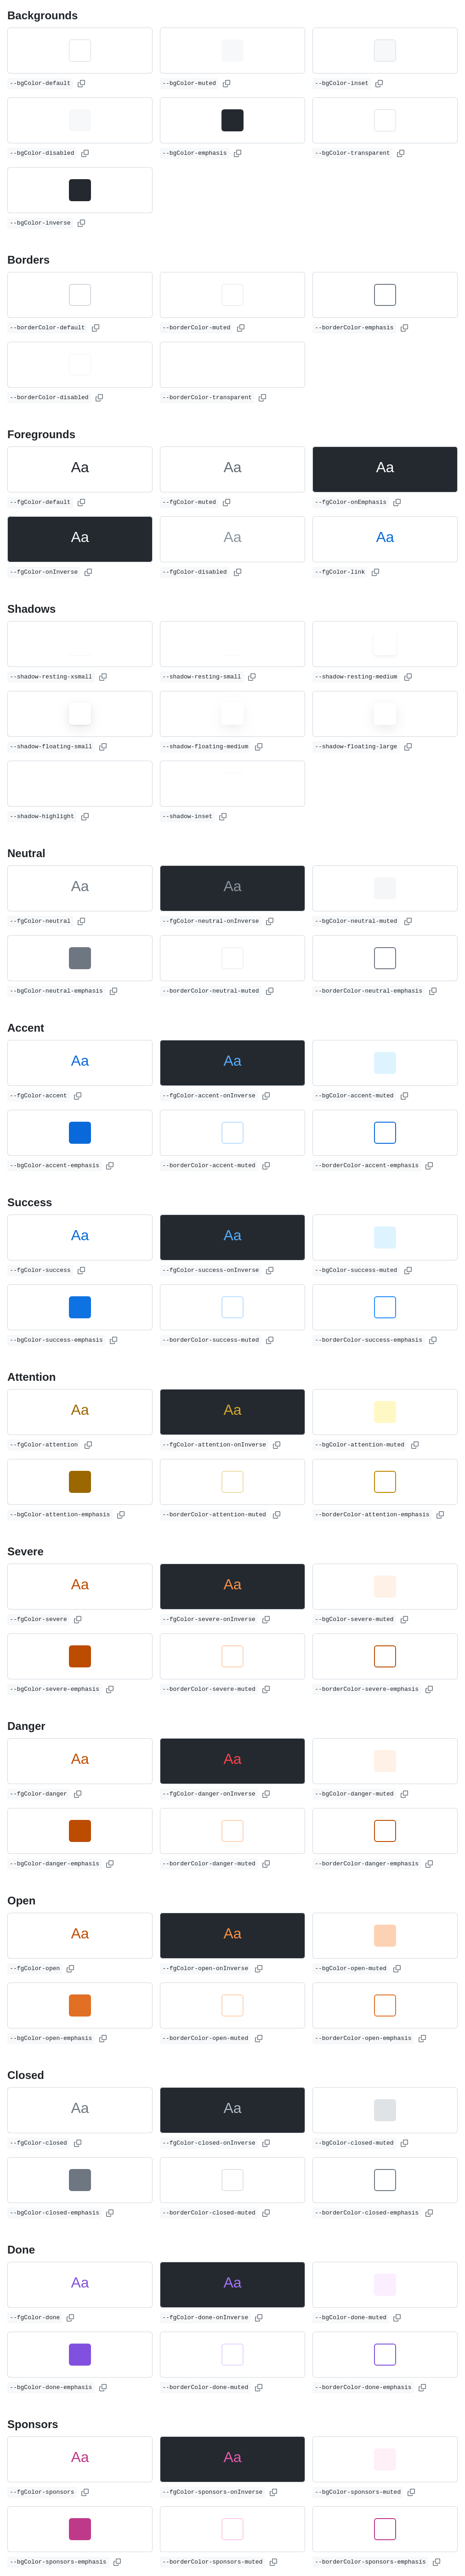 Backgrounds
--bgColor-default --bgColor-muted --bgColor-inset
--bgColor-disabled --bgColor-emphasis --bgColor-transparent
--bgColor-inverse
Borders
--borderColor-default --borderColor-muted --borderColor-emphasis
--borderColor-disabled --borderColor-transparent
Foregrounds
Aa Aa Aa
--fgColor-default --fgColor-muted --fgColor-onEmphasis
Aa Aa Aa
--fgColor-onInverse --fgColor-disabled --fgColor-link
Shadows
--shadow-resting-xsmall --shadow-resting-small --shadow-resting-medium
--shadow-floating-small --shadow-floating-medium --shadow-floating-large
--shadow-highlight --shadow-inset
Neutral
Aa Aa
--fgColor-neutral --fgColor-neutral-onInverse --bgColor-neutral-muted
--bgColor-neutral-emphasis --borderColor-neutral-muted --borderColor-neutral-emphasis
Accent
Aa Aa
--fgColor-accent --fgColor-accent-onInverse --bgColor-accent-muted
--bgColor-accent-emphasis --borderColor-accent-muted --borderColor-accent-emphasis
Success
Aa Aa
--fgColor-success --fgColor-success-onInverse --bgColor-success-muted
--bgColor-success-emphasis --borderColor-success-muted --borderColor-success-emphasis
Attention
Aa Aa
--fgColor-attention --fgColor-attention-onInverse --bgColor-attention-muted
--bgColor-attention-emphasis --borderColor-attention-muted --borderColor-attention-emphasis
Severe
Aa Aa
--fgColor-severe --fgColor-severe-onInverse --bgColor-severe-muted
--bgColor-severe-emphasis --borderColor-severe-muted --borderColor-severe-emphasis
Danger
Aa Aa
--fgColor-danger --fgColor-danger-onInverse --bgColor-danger-muted
--bgColor-danger-emphasis --borderColor-danger-muted --borderColor-danger-emphasis
Open
Aa Aa
--fgColor-open --fgColor-open-onInverse --bgColor-open-muted
--bgColor-open-emphasis --borderColor-open-muted --borderColor-open-emphasis
Closed
Aa Aa
--fgColor-closed --fgColor-closed-onInverse --bgColor-closed-muted
--bgColor-closed-emphasis --borderColor-closed-muted --borderColor-closed-emphasis
Done
Aa Aa
--fgColor-done --fgColor-done-onInverse --bgColor-done-muted
--bgColor-done-emphasis --borderColor-done-muted --borderColor-done-emphasis
Sponsors
Aa Aa
--fgColor-sponsors --fgColor-sponsors-onInverse --bgColor-sponsors-muted
--bgColor-sponsors-emphasis --borderColor-sponsors-muted --borderColor-sponsors-emphasis